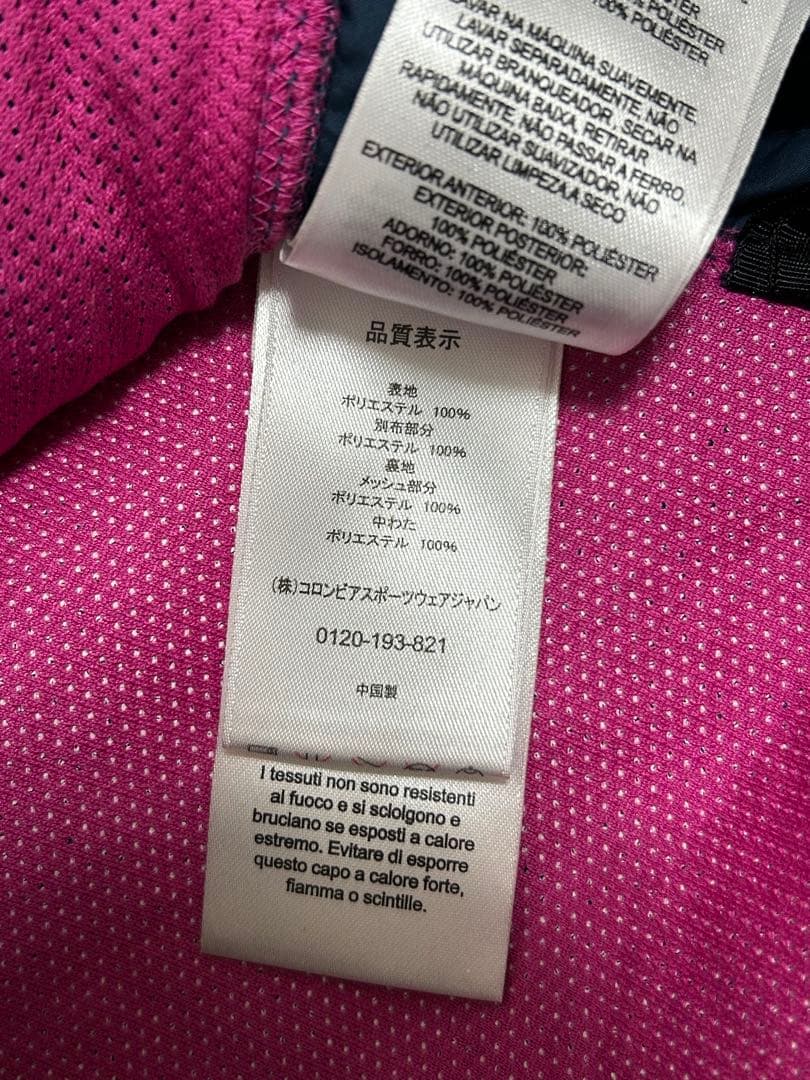 100% POLIÉSTER
LAVAR NA MÁQUINA SUAVEMENTE,
LAVAR SEPARADAMENTE, NÃO
UTILIZAR BRANQUEADOR, SECAR NA
MÁQUINA BAIXA, RETIRAR
RAPIDAMENTE, NÃO PASSAR A FERRO,
NÃO UTILIZAR SUAVIZADOR, NÃO
UTILIZAR LIMPEZA A SECO
EXTERIOR ANTERIOR: 100% POLIÉSTER
EXTERIOR POSTERIOR:
100% POLIÉSTER
ADORNO: 100% POLIÉSTER
FORRO: 100% POLIÉSTER
ISOLAMENTO: 100% POLIÉSTER
品質表示
表地
ポリエステル 100%
別布部分
ポリエステル 100%
裏地
メッシュ部分
ポリエステル 100%
中わた
ポリエステル 100%
(株)コロンビアスポーツウェアジャパン
0120-193-821
中国製
I tessuti non sono resistenti
al fuoco e si sciolgono e
bruciano se esposti a calore
estremo. Evitare di esporre
questo capo a calore forte,
fiamma o scintille.